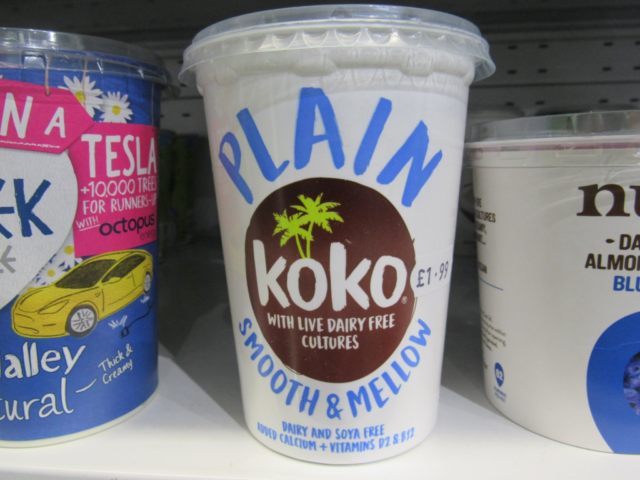 N A
TESLA
+10,000 TREES
FOR RUNNERS-UP
WITH octopus
alley
Thick &
Creamy
tural
PLAIN
koko
£1.99
WITH LIVE DAIRY FREE
CULTURES
SMOOTH & MELLOW
DAIRY AND SOYA FREE
ADDED CALCIUM + VITAMINS D2 & B12
nu
- DA
ALMO
BLU